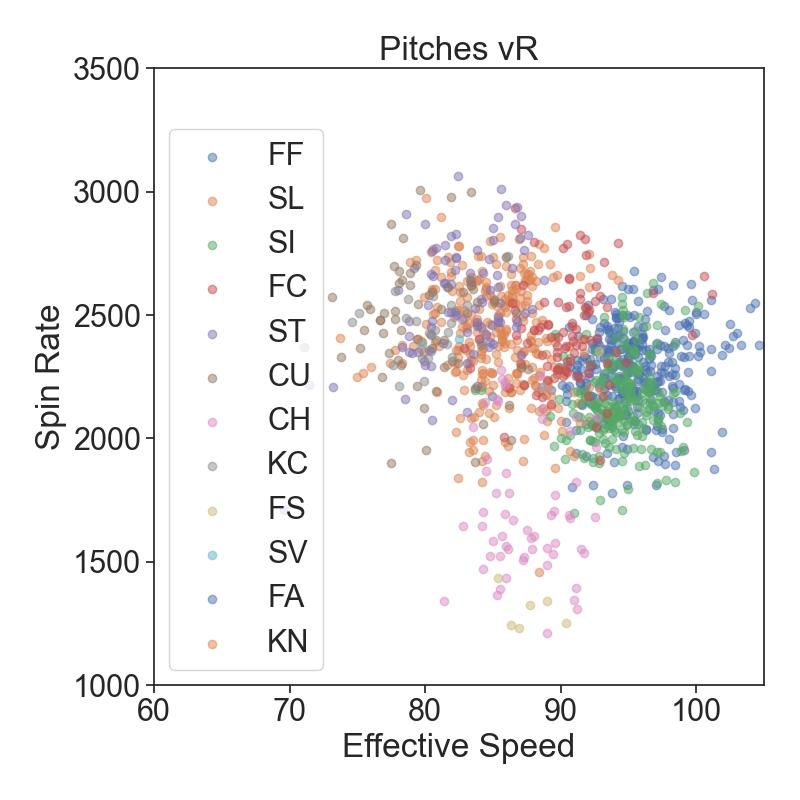 Pitches vR
3500
3000
2500
2000
1500
1000
Spin Rate
FF
SL
SI
FC
ST
CU
CH
KC
FS
SV
FA
KN
60 70 80 90 100
Effective Speed